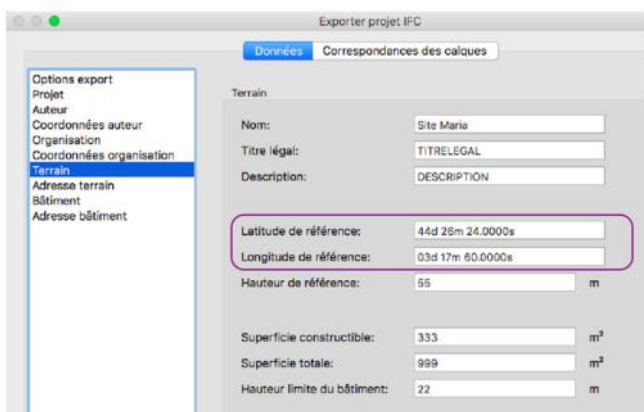 Exporter projet IFC
Données Correspondances des calques
Options export
Projet
Auteur
Coordonnées auteur
Organisation
Coordonnées organisation
Terrain
Adresse terrain
Bâtiment
Adresse bâtiment
Terrain
Nom: Site Maria
Titre légal: TITRELEGAL
Description: DESCRIPTION
Latitude de référence: 44d 26m 24.0000s
Longitude de référence: 03d 17m 60.0000s
Hauteur de référence: 55 m
Superficie constructible: 333 m²
Superficie totale: 999 m²
Hauteur limite du bâtiment: 22 m